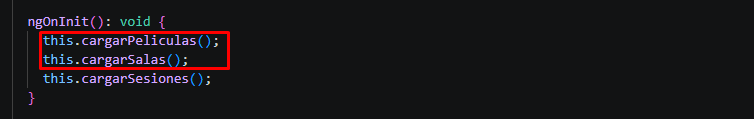 ngOnInit(): void {
this.cargarPeliculas();
this.cargarSalas();
this.cargarSesiones();
}